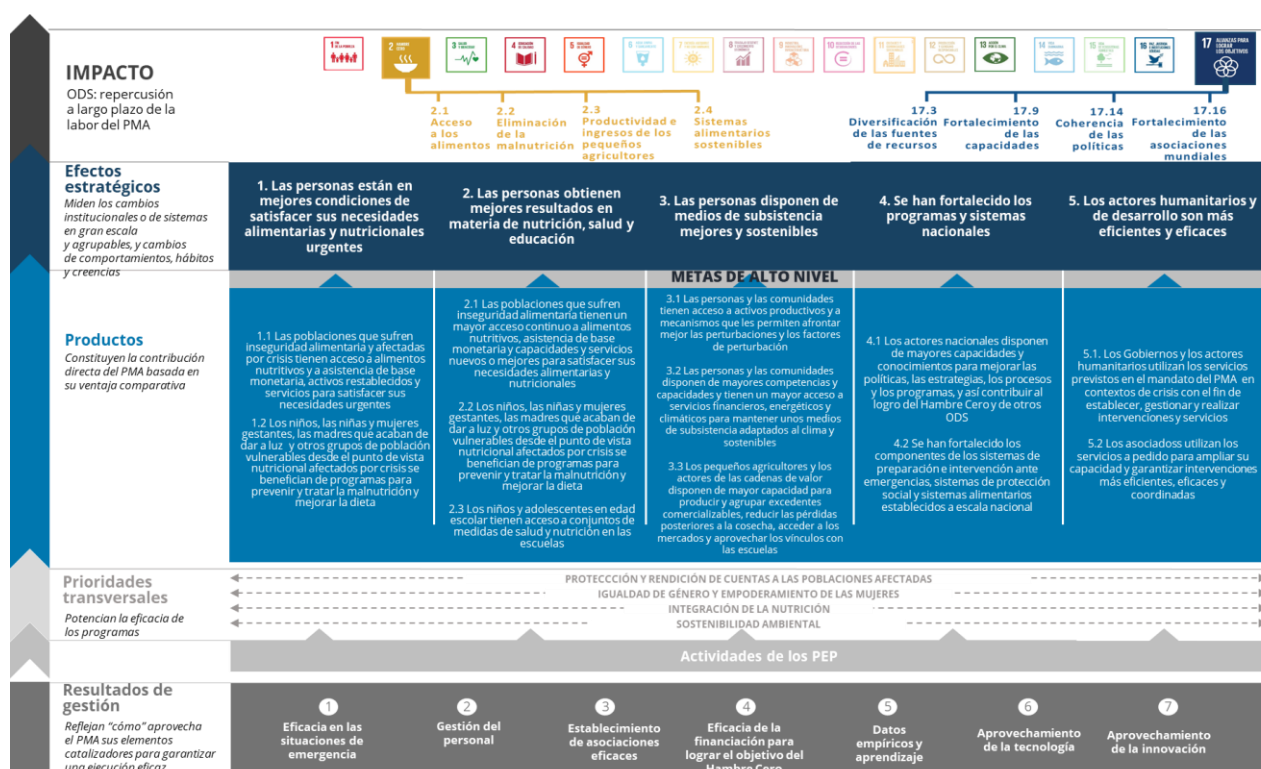 IMPACTO
ODS: repercusión
a largo plazo de la
labor del PMA
1
2
3
4
5
6
7
8
9
10
11
12
13
14
15
16
17 ALIANZAS PARA
LOGRAR
LOS OBJETIVOS
2.1
Acceso
a los
alimentos
2.2
Eliminación
de la
malnutrición
2.3
Productividad e
ingresos de los
pequeños
agricultores
2.4
Sistemas
alimentarios
sostenibles
17.3
Diversificación
de las fuentes
de recursos
17.9
Fortalecimiento
de las
capacidades
17.14
Coherencia
de las
políticas
17.16
Fortalecimiento
de las
asociaciones
mundiales
Efectos
estratégicos
Miden los cambios
institucionales o de sistemas
en gran escala
y agrupables, y cambios
de comportamientos, hábitos
y creencias
1. Las personas están en
mejores condiciones de
satisfacer sus necesidades
alimentarias y nutricionales
urgentes
2. Las personas obtienen
mejores resultados en
materia de nutrición, salud y
educación
3. Las personas disponen de
medios de subsistencia
mejores y sostenibles
4. Se han fortalecido los
programas y sistemas
nacionales
5. Los actores humanitarios y
de desarrollo son más
eficientes y eficaces
METAS DE ALTO NIVEL
Productos
Constituyen la contribución
directa del PMA basada en
su ventaja comparativa
1.1 Las poblaciones que sufren
inseguridad alimentaria y afectadas
por crisis tienen acceso a alimentos
nutritivos y a asistencia de base
monetaria, activos restablecidos y
servicios para satisfacer sus
necesidades urgentes
1.2 Los niños, las niñas y mujeres
gestantes, las madres que acaban de
dar a luz y otros grupos de población
vulnerables desde el punto de vista
nutricional afectados por crisis se
benefician de programas para
prevenir y tratar la malnutrición y
mejorar la dieta
2.1 Las poblaciones que sufren
inseguridad alimentaria tienen un
mayor acceso continuo a alimentos
nutritivos, asistencia de base
monetaria y capacidades y servicios
nuevos o mejores para satisfacer sus
necesidades alimentarias y
nutricionales
2.2 Los niños, las niñas y mujeres
gestantes, las madres que acaban de
dar a luz y otros grupos de población
vulnerables desde el punto de vista
nutricional afectados por crisis se
benefician de programas para
prevenir y tratar la malnutrición y
mejorar la dieta
2.3 Los niños y adolescentes en edad
escolar tienen acceso a conjuntos de
medidas de salud y nutrición en las
escuelas
3.1 Las personas y las comunidades
tienen acceso a activos productivos y a
mecanismos que les permiten afrontar
mejor las perturbaciones y los factores
de perturbación
3.2 Las personas y las comunidades
disponen de mayores competencias y
capacidades y tienen un mayor acceso a
servicios financieros, energéticos y
climáticos para mantener unos medios
de subsistencia adaptados al clima y
sostenibles
3.3 Los pequeños agricultores y los
actores de las cadenas de valor
disponen de mayor capacidad para
producir y agrupar excedentes
comercializables, reducir las pérdidas
posteriores a la cosecha, acceder a los
mercados y aprovechar los vínculos con
las escuelas
4.1 Los actores nacionales disponen
de mayores capacidades y
conocimientos para mejorar las
políticas, las estrategias, los procesos
y los programas, y así contribuir al
logro del Hambre Cero y de otros
ODS
4.2 Se han fortalecido los
componentes de los sistemas de
preparación e intervención ante
emergencias, sistemas de protección
social y sistemas alimentarios
establecidos a escala nacional
5.1. Los Gobiernos y los actores
humanitarios utilizan los servicios
previstos en el mandato del PMA en
contextos de crisis con el fin de
establecer, gestionar y realizar
intervenciones y servicios
5.2 Los asociadoss utilizan los
servicios a pedido para ampliar su
capacidad y garantizar intervenciones
más eficientes, eficaces y
coordinadas
Prioridades
transversales
Potencian la eficacia de
los programas
PROTECCCIÓN Y RENDICIÓN DE CUENTAS A LAS POBLACIONES AFECTADAS
IGUALDAD DE GÉNERO Y EMPODERAMIENTO DE LAS MUJERES
INTEGRACIÓN DE LA NUTRICIÓN
SOSTENIBILIDAD AMBIENTAL
Actividades de los PEP
Resultados de
gestión
Reflejan “cómo” aprovecha
el PMA sus elementos
catalizadores para garantizar
una ejecución eficaz
1
Eficacia en las
situaciones de
emergencia
2
Gestión del
personal
3
Establecimiento
de asociaciones
eficaces
4
Eficacia de la
financiación para
lograr el objetivo del
Hambre Cero
5
Datos
empíricos y
aprendizaje
6
Aprovechamiento
de la tecnología
7
Aprovechamiento
de la innovación